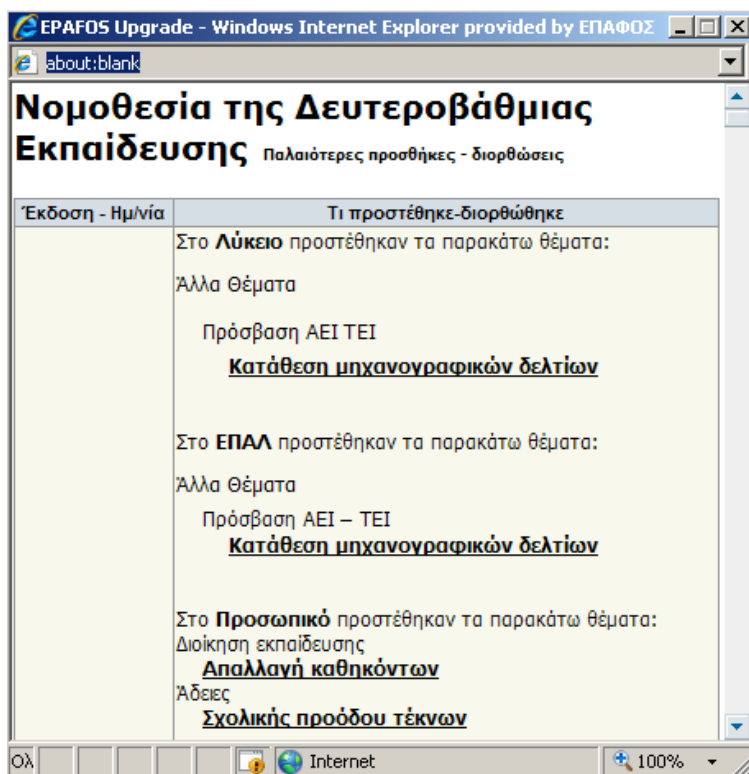 EPAFOS Upgrade - Windows Internet Explorer provided by ΕΠΑΦΟΣ
about:blank
Νομοθεσία της Δευτεροβάθμιας
Εκπαίδευσης Παλαιότερες προσθήκες - διορθώσεις
Έκδοση - Ημ/νία Τι προστέθηκε-διορθώθηκε
Στο Λύκειο προστέθηκαν τα παρακάτω θέματα:
Άλλα Θέματα
Πρόσβαση ΑΕΙ ΤΕΙ
Κατάθεση μηχανογραφικών δελτίων
Στο ΕΠΑΛ προστέθηκαν τα παρακάτω θέματα:
Άλλα Θέματα
Πρόσβαση ΑΕΙ – ΤΕΙ
Κατάθεση μηχανογραφικών δελτίων
Στο Προσωπικό προστέθηκαν τα παρακάτω θέματα:
Διοίκηση εκπαίδευσης
Απαλλαγή καθηκόντων
Άδειες
Σχολικής προόδου τέκνων
Ολ Internet 100%